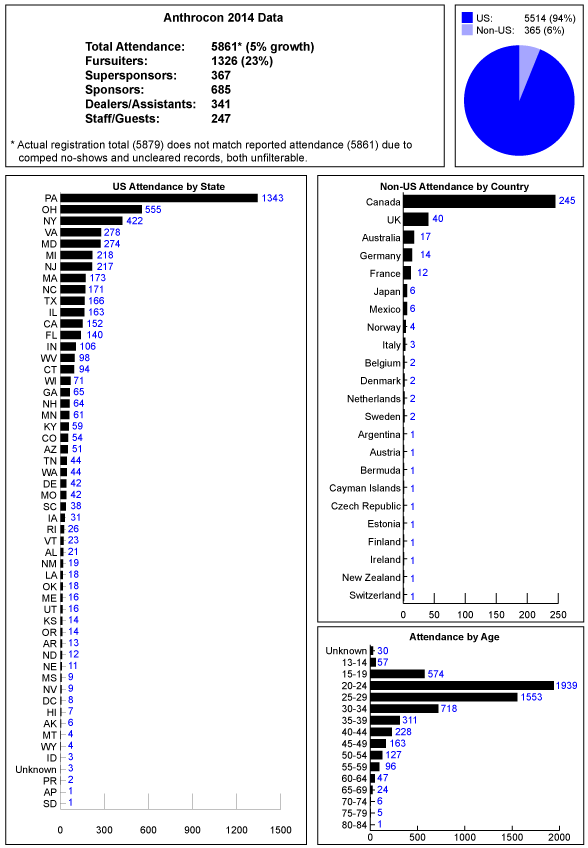 Anthrocon 2014 Data
Total Attendance: 5861* (5% growth)
Fursuiters: 1326 (23%)
Supersponsors: 367
Sponsors: 685
Dealers/Assistants: 341
Staff/Guests: 247
* Actual registration total (5879) does not match reported attendance (5861) due to
comped no-shows and uncleared records, both unfilterable.
US: 5514 (94%)
Non-US: 365 (6%)
US Attendance by State
PA 1343
OH 555
NY 422
VA 278
MD 274
MI 218
NJ 217
MA 173
NC 171
TX 166
IL 163
CA 152
FL 140
IN 106
WV 98
CT 94
WI 71
GA 65
NH 64
MN 61
KY 59
CO 54
AZ 51
TN 44
WA 44
DE 42
MO 42
SC 38
IA 31
RI 26
VT 23
AL 21
NM 19
LA 18
OK 18
ME 16
UT 16
KS 14
OR 14
AR 13
ND 12
NE 11
MS 9
NV 9
DC 8
HI 7
AK 6
MT 4
WY 4
ID 3
Unknown 3
PR 2
AP 1
SD 1
0 300 600 900 1200 1500
Non-US Attendance by Country
Canada 245
UK 40
Australia 17
Germany 14
France 12
Japan 6
Mexico 6
Norway 4
Italy 3
Belgium 2
Denmark 2
Netherlands 2
Sweden 2
Argentina 1
Austria 1
Bermuda 1
Cayman Islands 1
Czech Republic 1
Estonia 1
Finland 1
Ireland 1
New Zealand 1
Switzerland 1
0 50 100 150 200 250
Attendance by Age
Unknown 30
13-14 57
15-19 574
20-24 1939
25-29 1553
30-34 718
35-39 311
40-44 228
45-49 163
50-54 127
55-59 96
60-64 47
65-69 24
70-74 6
75-79 5
80-84 1
0 500 1000 1500 2000